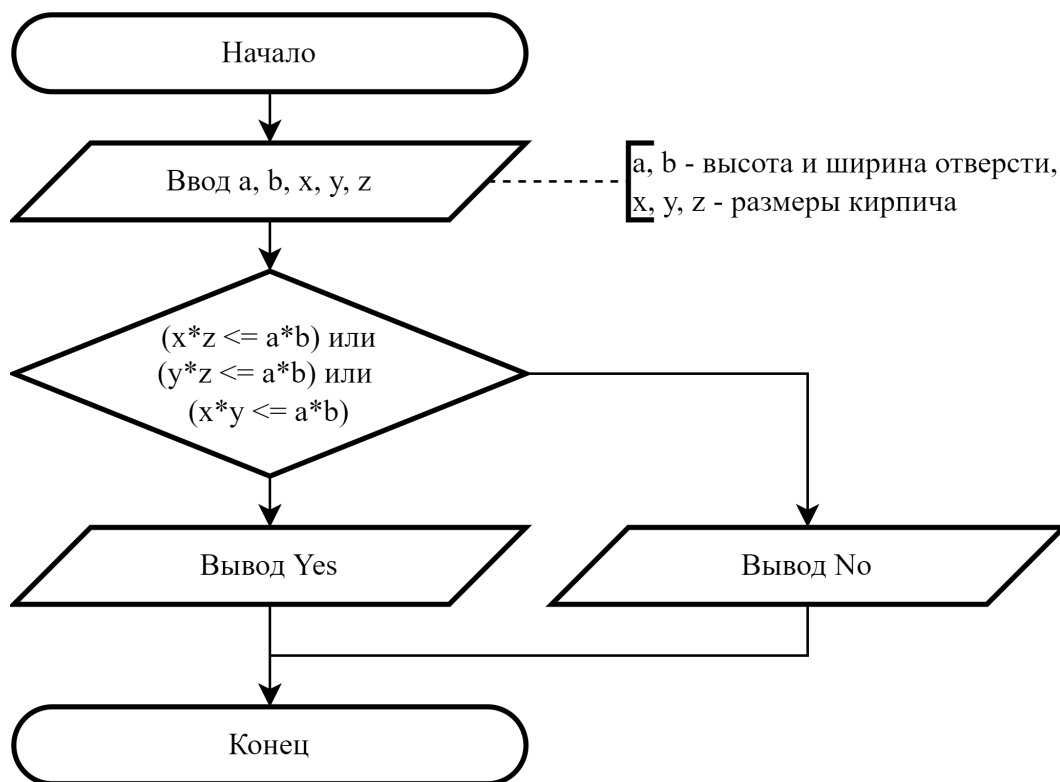 Начало
Ввод a, b, x, y, z
a, b - высота и ширина отверсти,
x, y, z - размеры кирпича
(x*z <= a*b) или
(y*z <= a*b) или
(x*y <= a*b)
Вывод Yes
Вывод No
Конец